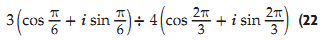 3(cos π/6 + i sin π/6) ÷ 4(cos 2π/3 + i sin 2π/3) (22